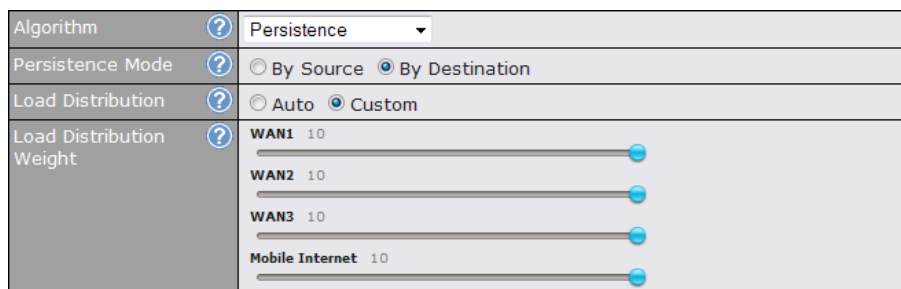 Algorithm ? Persistence
Persistence Mode ? By Source By Destination
Load Distribution ? Auto Custom
Load Distribution Weight ?
WAN1 10
WAN2 10
WAN3 10
Mobile Internet 10